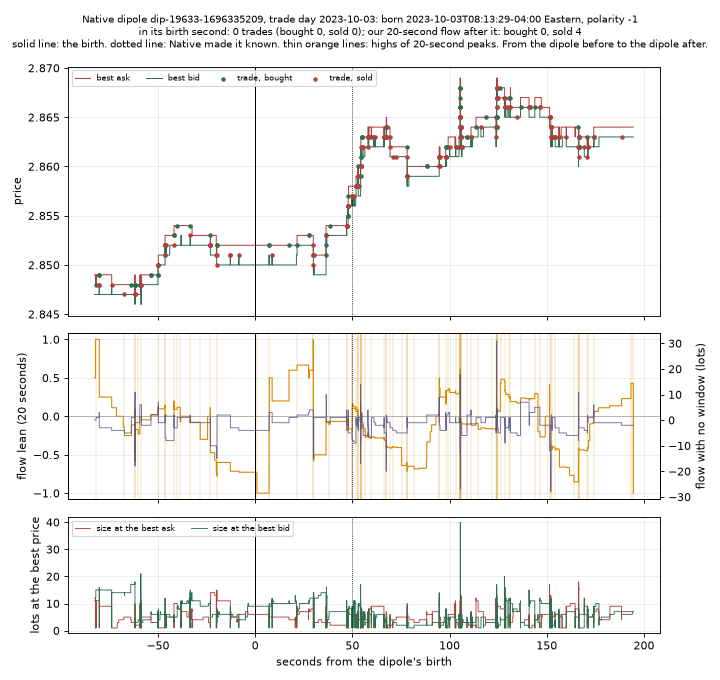 Native dipole dip-19633-1696335209, trade day 2023-10-03: born 2023-10-03T08:13:29-04:00 Eastern, polarity -1
in its birth second: 0 trades (bought 0, sold 0); our 20-second flow after it: bought 0, sold 4
solid line: the birth. dotted line: Native made it known. thin orange lines: highs of 20-second peaks. From the dipole before to the dipole after.
best ask best bid trade, bought trade, sold
2.870
2.865
2.860
2.855
2.850
2.845
price
1.0
0.5
0.0
−0.5
−1.0
flow lean (20 seconds)
30
20
10
0
−10
−20
−30
flow with no window (lots)
size at the best ask size at the best bid
40
30
20
10
0
lots at the best price
−50 0 50 100 150 200
seconds from the dipole's birth